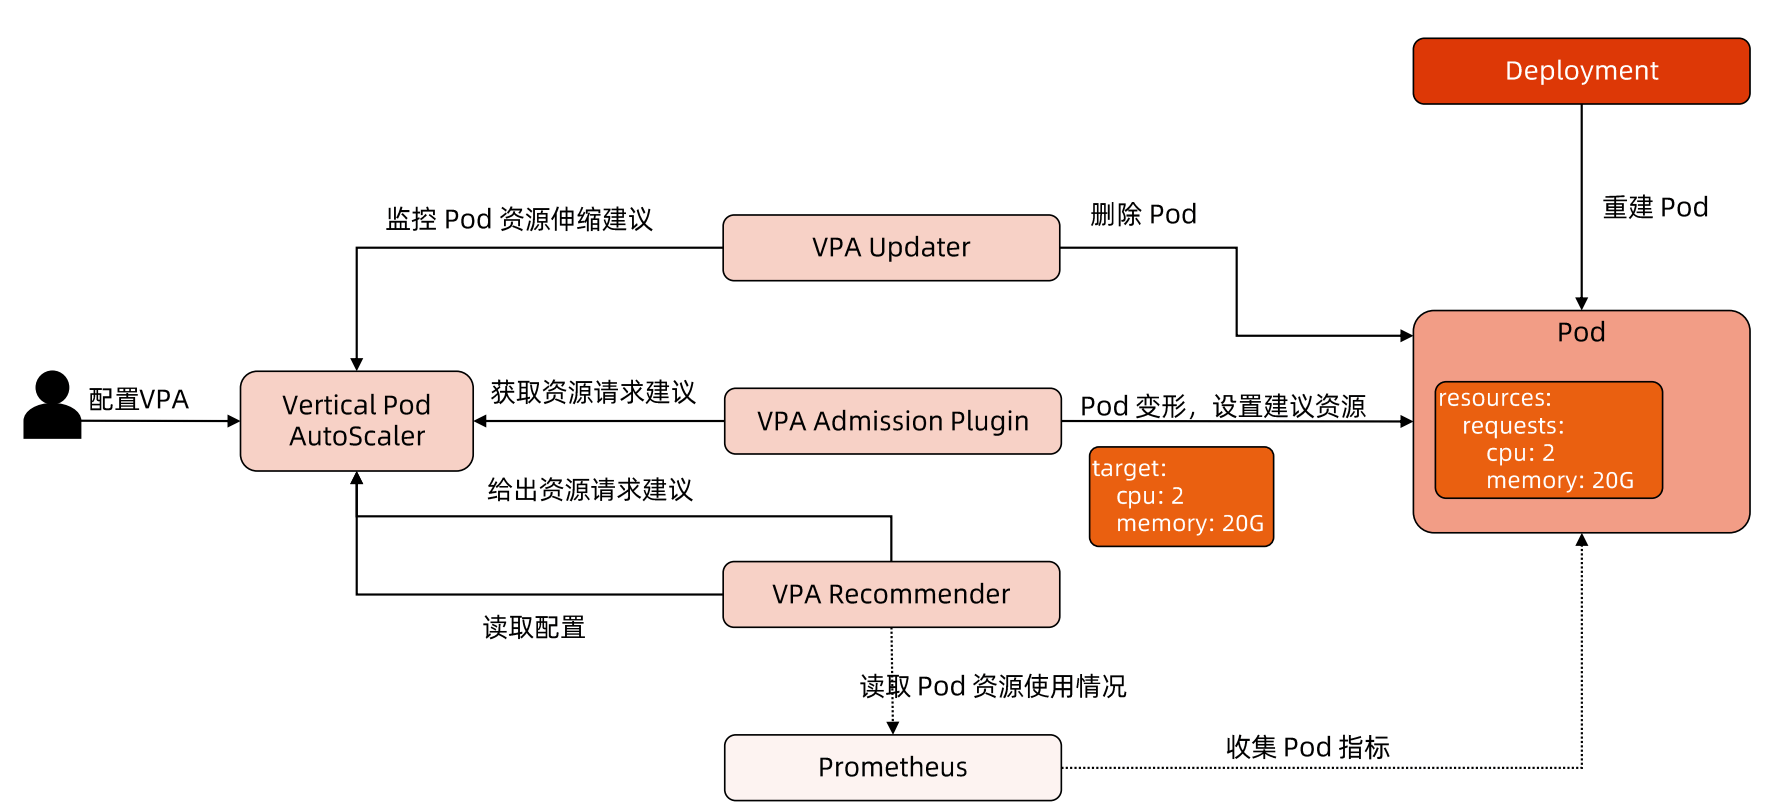 Deployment
重建 Pod
监控 Pod 资源伸缩建议
VPA Updater
删除 Pod
配置VPA
Vertical Pod
AutoScaler
获取资源请求建议
VPA Admission Plugin
Pod 变形，设置建议资源
target:
cpu: 2
memory: 20G
Pod
resources:
requests:
cpu: 2
memory: 20G
给出资源请求建议
VPA Recommender
读取配置
读取 Pod 资源使用情况
Prometheus
收集 Pod 指标